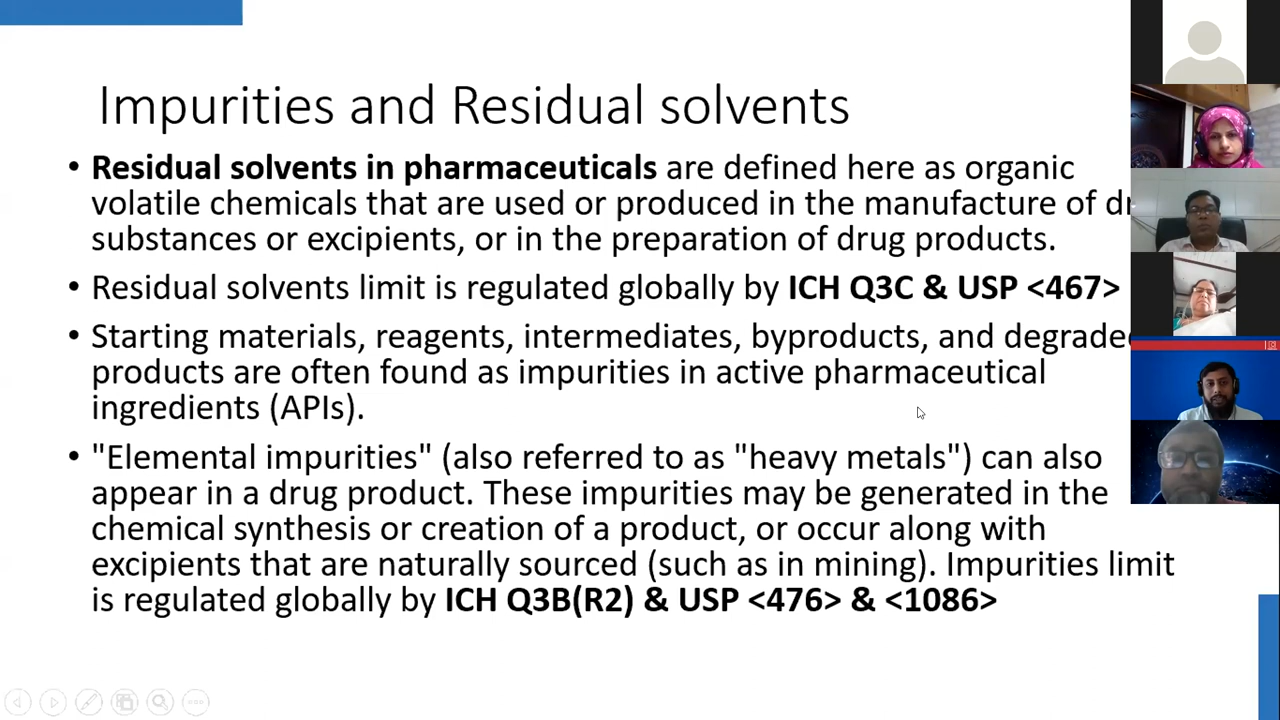 Impurities and Residual solvents
• Residual solvents in pharmaceuticals are defined here as organic
volatile chemicals that are used or produced in the manufacture of
substances or excipients, or in the preparation of drug products.
• Residual solvents limit is regulated globally by ICH Q3C & USP <467>
• Starting materials, reagents, intermediates, byproducts, and
products are often found as impurities in active pharmaceutical
ingredients (APIs).
• "Elemental impurities" (also referred to as "heavy metals") can also
appear in a drug product. These impurities may be generated in the
chemical synthesis or creation of a product, or occur along with
excipients that are naturally sourced (such as in mining). Impurities limit
is regulated globally by ICH Q3B(R2) & USP <476> & <1086>